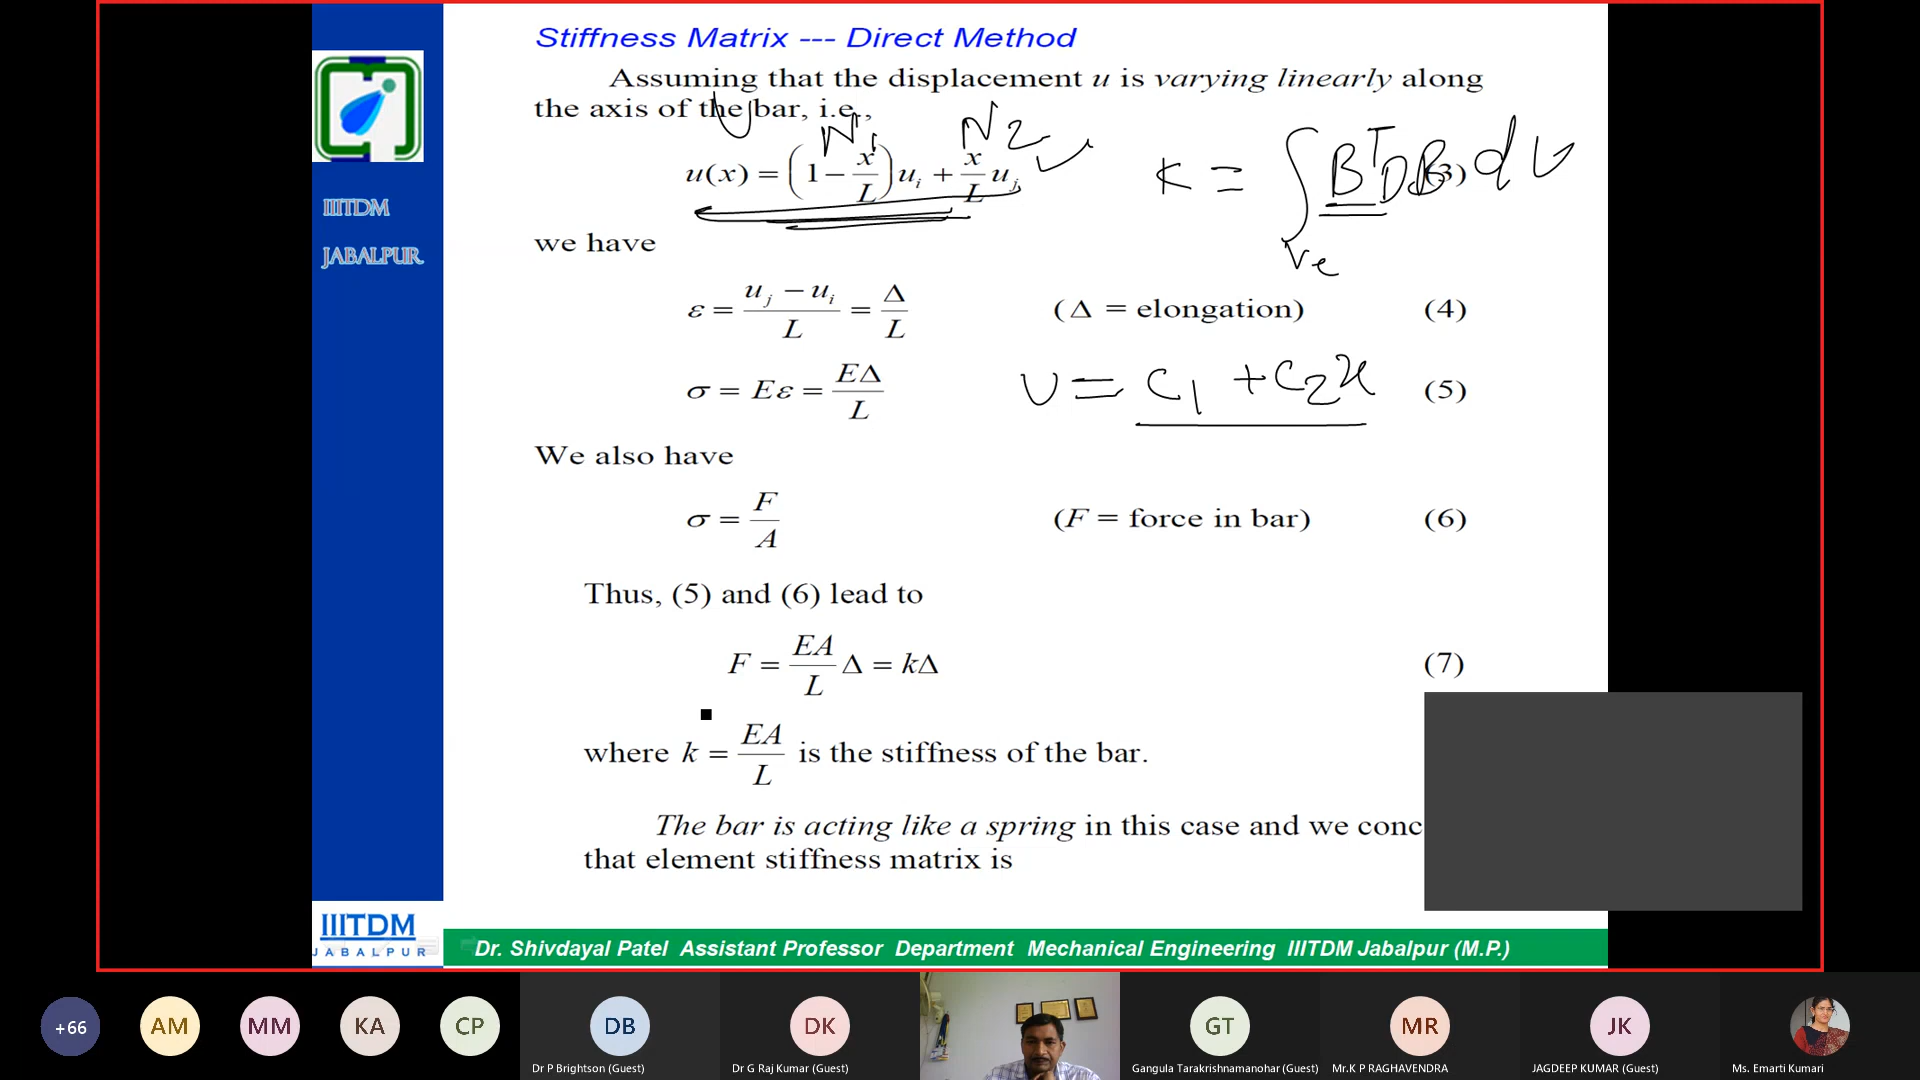 Stiffness Matrix --- Direct Method
Assuming that the displacement u is varying linearly along
the axis of the bar, i.e.,
U N1 N2
u(x) = (1 − x/L) u_i + x/L u_j (3)
K = ∫ B^T D B dv
Ve
we have
ε = (u_j − u_i)/L = Δ/L (Δ = elongation) (4)
σ = Eε = EΔ/L (5)
U = C1 + C2x
We also have
σ = F/A (F = force in bar) (6)
Thus, (5) and (6) lead to
F = EA/L Δ = kΔ (7)
where k = EA/L is the stiffness of the bar.
The bar is acting like a spring in this case and we conc
that element stiffness matrix is
IIITDM
JABALPUR
IIITDM
JABALPUR
Dr. Shivdayal Patel Assistant Professor Department Mechanical Engineering IIITDM Jabalpur (M.P.)
+66 AM MM KA CP DB DK GT MR JK
Dr P Brightson (Guest) Dr G Raj Kumar (Guest) Gangula Tarakrishnamanohar (Guest) Mr.K P RAGHAVENDRA JAGDEEP KUMAR (Guest) Ms. Emarti Kumari